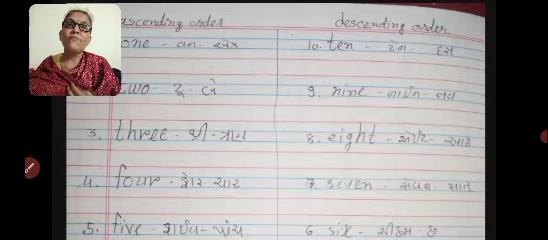 ascending order
descending order
one - વન - એક
10. ten - ટેન - દસ
two - ટૂ - બે
9. nine - નાઈન - નવ
3. three - થ્રી - ત્રણ
8. eight - એઈટ - આઠ
4. four - ફોર - ચાર
7. seven - સેવન - સાત
5. five - ફાઈવ - પાંચ
6. six - સીક્સ - છ